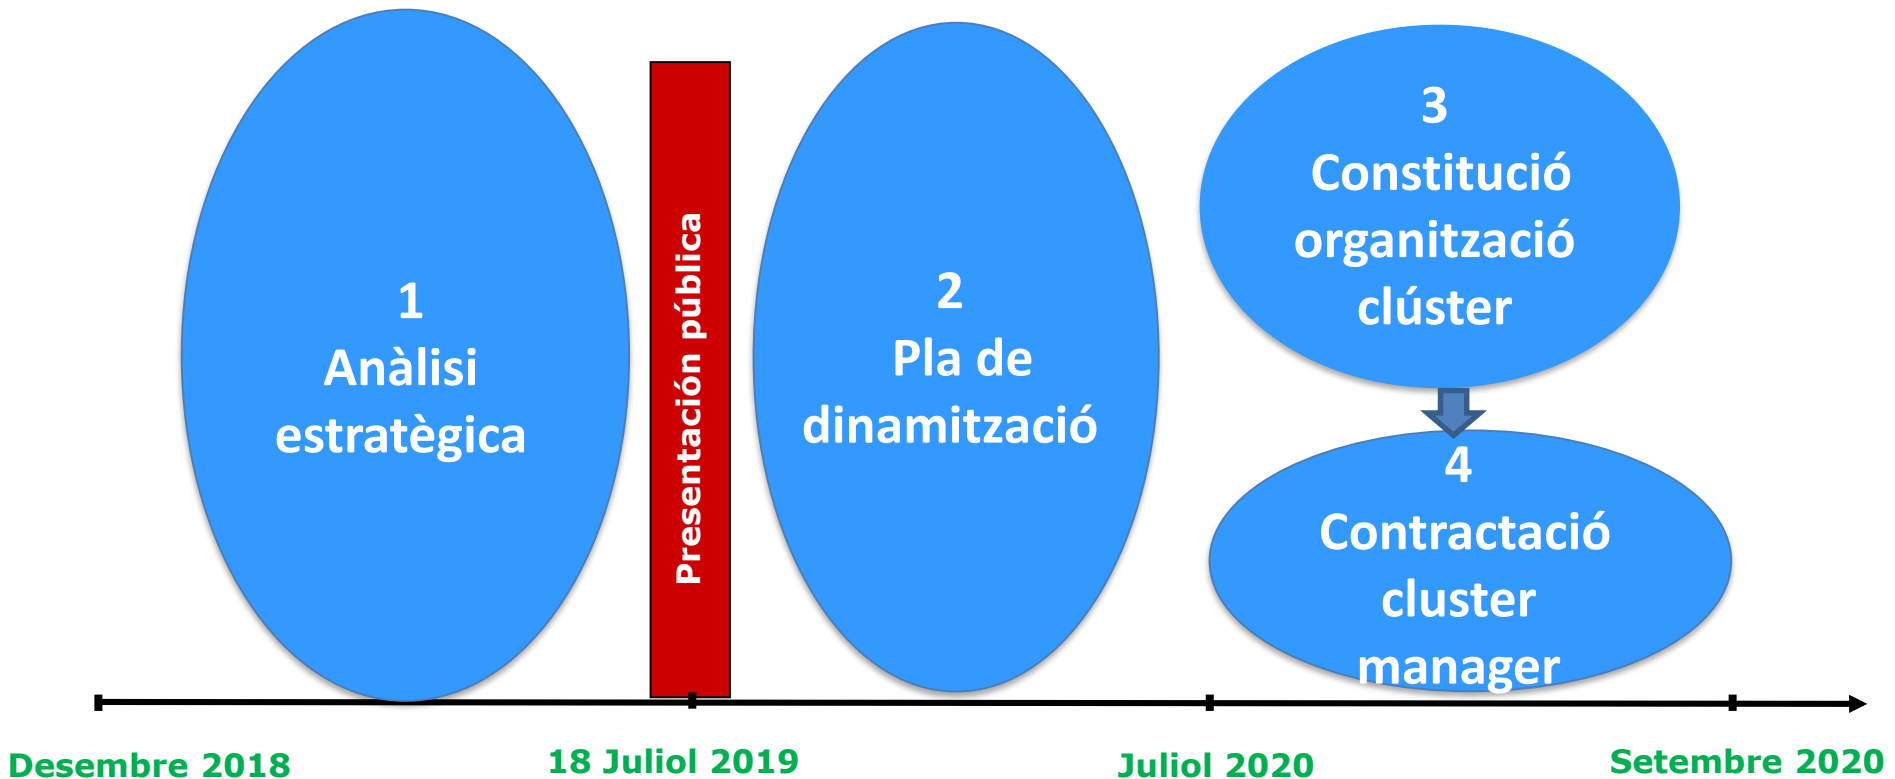 1
Anàlisi
estratègica
Presentación pública
2
Pla de
dinamització
3
Constitució
organització
clúster
4
Contractació
cluster
manager
Desembre 2018
18 Juliol 2019
Juliol 2020
Setembre 2020